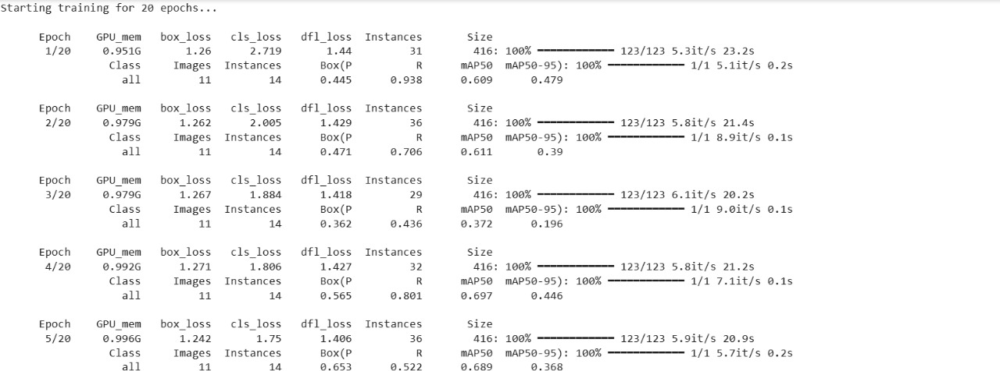 Starting training for 20 epochs...
Epoch GPU_mem box_loss cls_loss dfl_loss Instances Size
1/20 0.951G 1.26 2.719 1.44 31 416: 100% ━━━━━━━━━━━━ 123/123 5.3it/s 23.2s
Class Images Instances Box(P R mAP50 mAP50-95): 100% ━━━━━━━━━━━━ 1/1 5.1it/s 0.2s
all 11 14 0.445 0.938 0.609 0.479
Epoch GPU_mem box_loss cls_loss dfl_loss Instances Size
2/20 0.979G 1.262 2.005 1.429 36 416: 100% ━━━━━━━━━━━━ 123/123 5.8it/s 21.4s
Class Images Instances Box(P R mAP50 mAP50-95): 100% ━━━━━━━━━━━━ 1/1 8.9it/s 0.1s
all 11 14 0.471 0.706 0.611 0.39
Epoch GPU_mem box_loss cls_loss dfl_loss Instances Size
3/20 0.979G 1.267 1.884 1.418 29 416: 100% ━━━━━━━━━━━━ 123/123 6.1it/s 20.2s
Class Images Instances Box(P R mAP50 mAP50-95): 100% ━━━━━━━━━━━━ 1/1 9.0it/s 0.1s
all 11 14 0.362 0.436 0.372 0.196
Epoch GPU_mem box_loss cls_loss dfl_loss Instances Size
4/20 0.992G 1.271 1.806 1.427 32 416: 100% ━━━━━━━━━━━━ 123/123 5.8it/s 21.2s
Class Images Instances Box(P R mAP50 mAP50-95): 100% ━━━━━━━━━━━━ 1/1 7.1it/s 0.1s
all 11 14 0.565 0.801 0.697 0.446
Epoch GPU_mem box_loss cls_loss dfl_loss Instances Size
5/20 0.996G 1.242 1.75 1.406 36 416: 100% ━━━━━━━━━━━━ 123/123 5.9it/s 20.9s
Class Images Instances Box(P R mAP50 mAP50-95): 100% ━━━━━━━━━━━━ 1/1 5.7it/s 0.2s
all 11 14 0.653 0.522 0.689 0.368